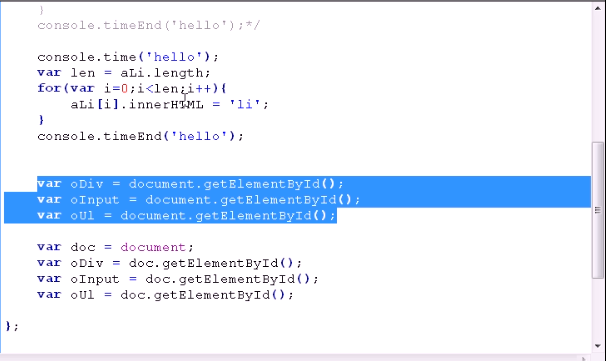 }
console.timeEnd('hello');*/
console.time('hello');
var len = aLi.length;
for(var i=0;i<len;i++){
aLi[i].innerHTML = 'li';
}
console.timeEnd('hello');
var oDiv = document.getElementById();
var oInput = document.getElementById();
var oUl = document.getElementById();
var doc = document;
var oDiv = doc.getElementById();
var oInput = doc.getElementById();
var oUl = doc.getElementById();
};